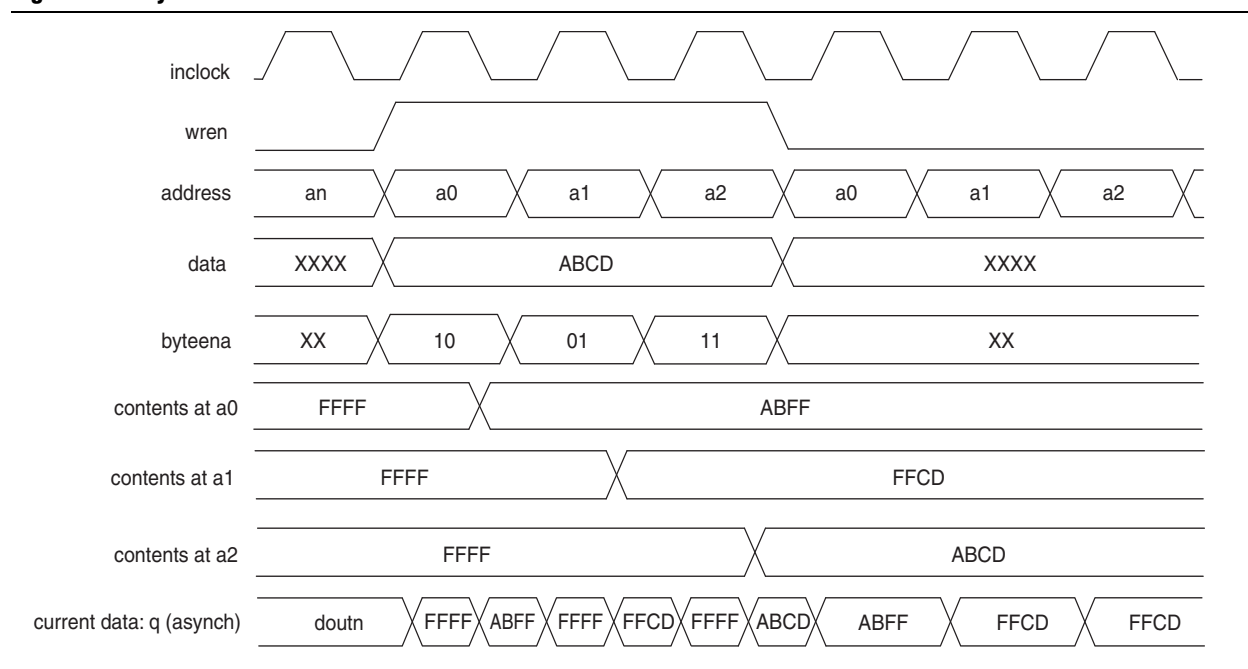 inclock
wren
address an a0 a1 a2 a0 a1 a2
data XXXX ABCD XXXX
byteena XX 10 01 11 XX
contents at a0 FFFF ABFF
contents at a1 FFFF FFCD
contents at a2 FFFF ABCD
current data: q (asynch) doutn FFFF ABFF FFFF FFCD FFFF ABCD ABFF FFCD FFCD